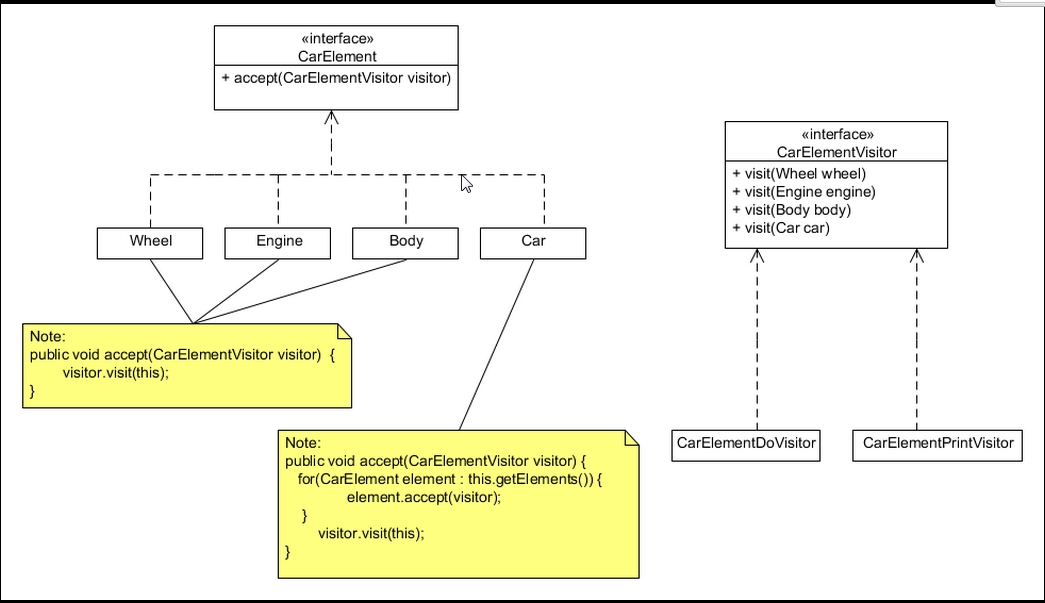 «interface»
CarElement
+ accept(CarElementVisitor visitor)
«interface»
CarElementVisitor
+ visit(Wheel wheel)
+ visit(Engine engine)
+ visit(Body body)
+ visit(Car car)
Wheel
Engine
Body
Car
Note:
public void accept(CarElementVisitor visitor) {
visitor.visit(this);
}
Note:
public void accept(CarElementVisitor visitor) {
for(CarElement element : this.getElements()) {
element.accept(visitor);
}
visitor.visit(this);
}
CarElementDoVisitor
CarElementPrintVisitor